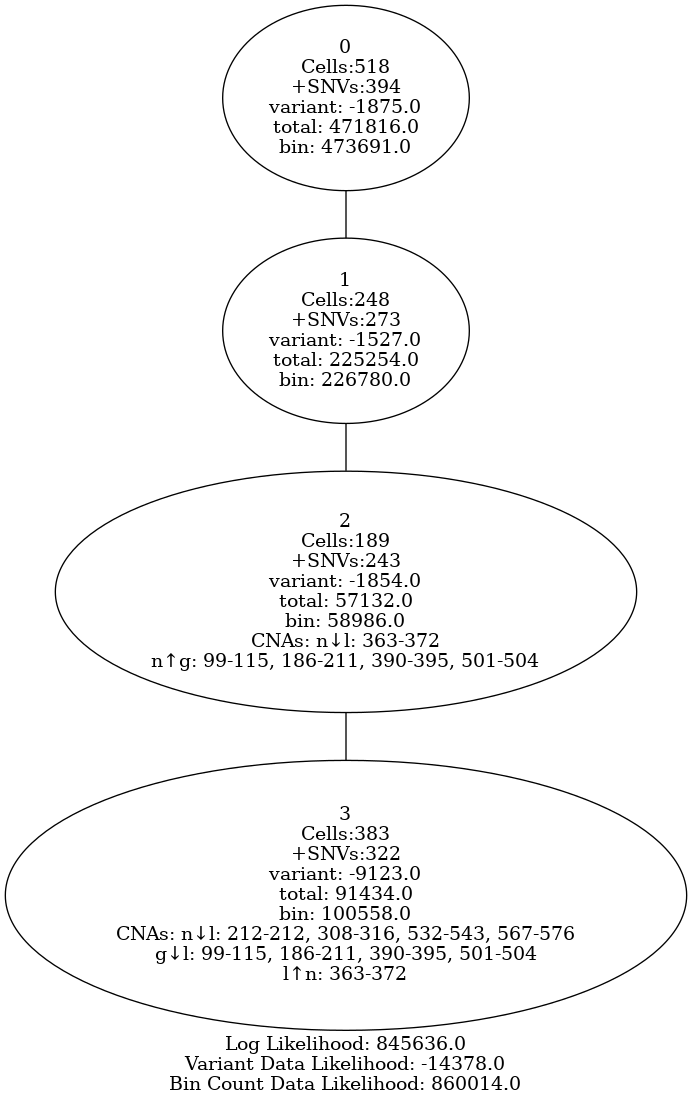 0
Cells:518
+SNVs:394
variant: -1875.0
total: 471816.0
bin: 473691.0
1
Cells:248
+SNVs:273
variant: -1527.0
total: 225254.0
bin: 226780.0
2
Cells:189
+SNVs:243
variant: -1854.0
total: 57132.0
bin: 58986.0
CNAs: n↓l: 363-372
n↑g: 99-115, 186-211, 390-395, 501-504
3
Cells:383
+SNVs:322
variant: -9123.0
total: 91434.0
bin: 100558.0
CNAs: n↓l: 212-212, 308-316, 532-543, 567-576
g↓l: 99-115, 186-211, 390-395, 501-504
l↑n: 363-372
Log Likelihood: 845636.0
Variant Data Likelihood: -14378.0
Bin Count Data Likelihood: 860014.0